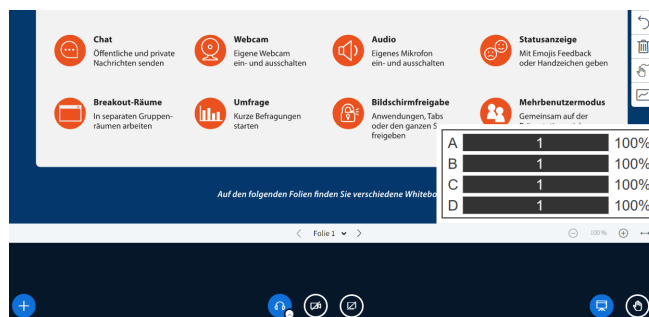 Chat
Öffentliche und private
Nachrichten senden
Webcam
Eigene Webcam
ein- und ausschalten
Audio
Eigenes Mikrofon
ein- und ausschalten
Statusanzeige
Mit Emojis Feedback
oder Handzeichen geben
Breakout-Räume
In separaten Gruppen-
räumen arbeiten
Umfrage
Kurze Befragungen
starten
Bildschirmfreigabe
Anwendungen, Tabs
oder den ganzen S
freigeben
Mehrbenutzermodus
Gemeinsam auf der
A 1 100%
B 1 100%
C 1 100%
D 1 100%
Auf den folgenden Folien finden Sie verschiedene Whitebo
Folie 1
100%